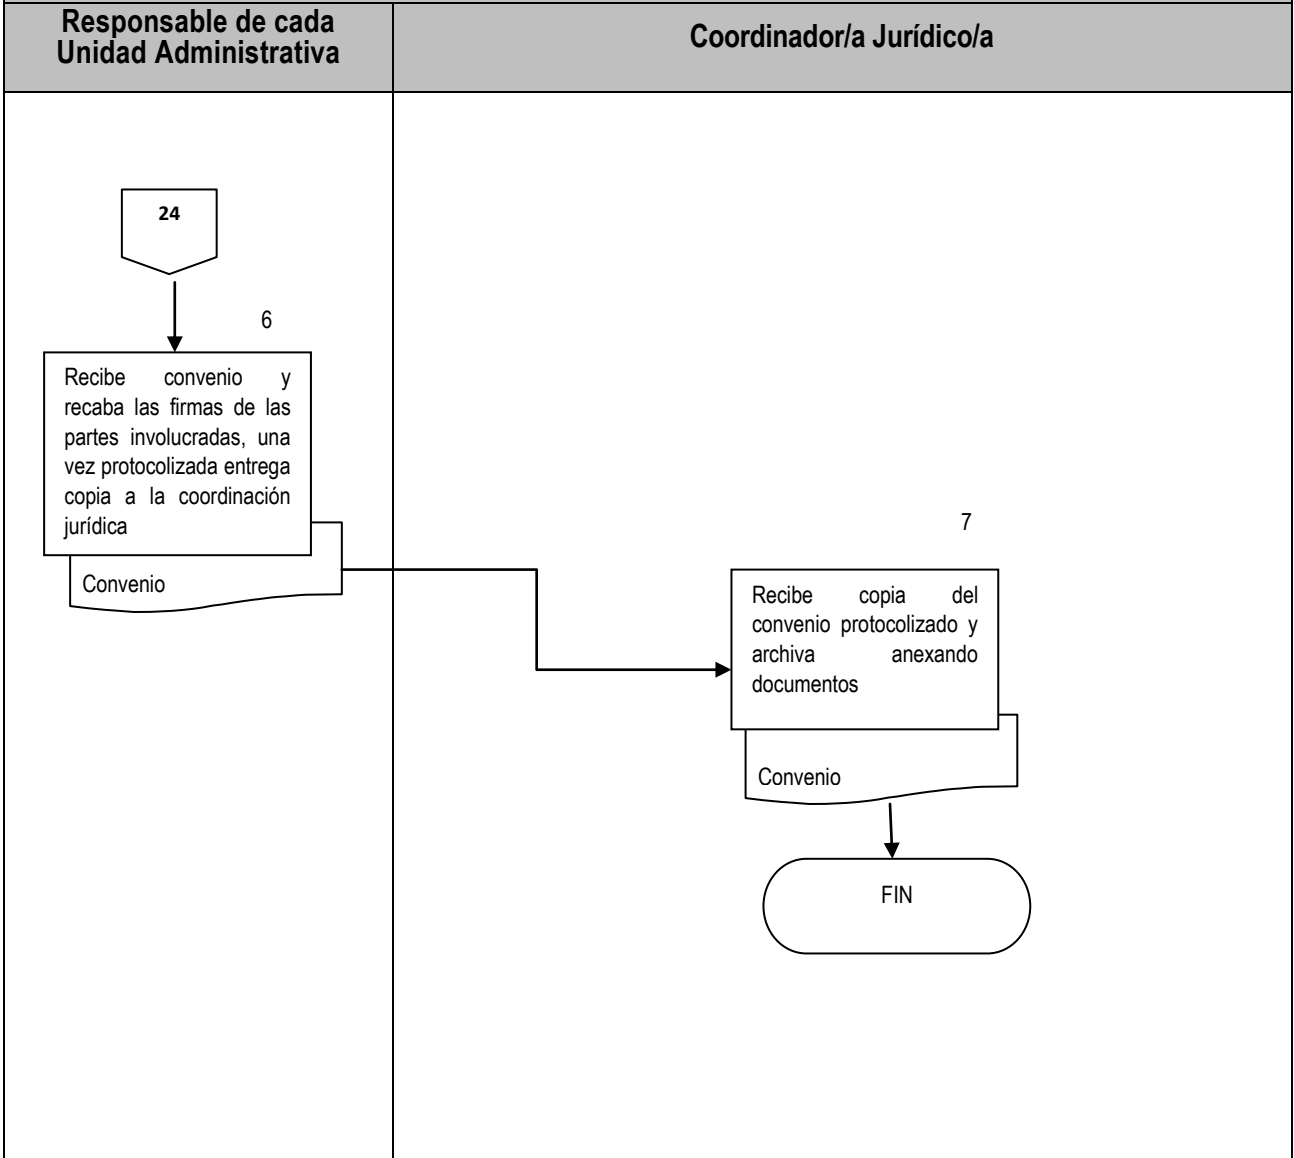 Responsable de cada
Unidad Administrativa
Coordinador/a Jurídico/a
24
6
Recibe convenio y
recaba las firmas de las
partes involucradas, una
vez protocolizada entrega
copia a la coordinación
jurídica
Convenio
7
Recibe copia del
convenio protocolizado y
archiva anexando
documentos
Convenio
FIN